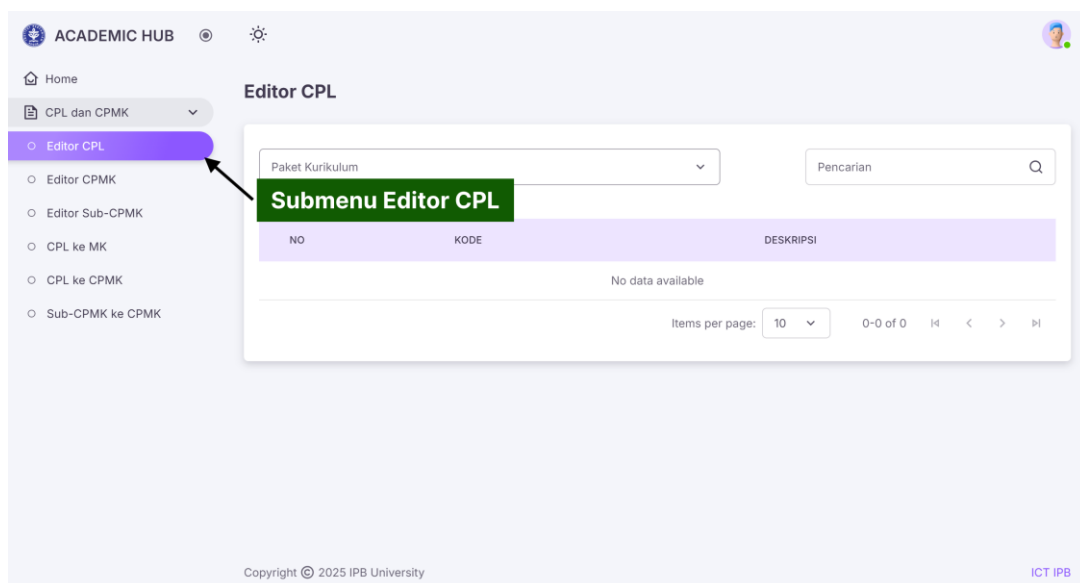 ACADEMIC HUB
Home
CPL dan CPMK
Editor CPL
Editor CPMK
Editor Sub-CPMK
CPL ke MK
CPL ke CPMK
Sub-CPMK ke CPMK
Editor CPL
Paket Kurikulum
Pencarian
Submenu Editor CPL
NO KODE DESKRIPSI
No data available
Items per page: 10 0-0 of 0
Copyright © 2025 IPB University
ICT IPB